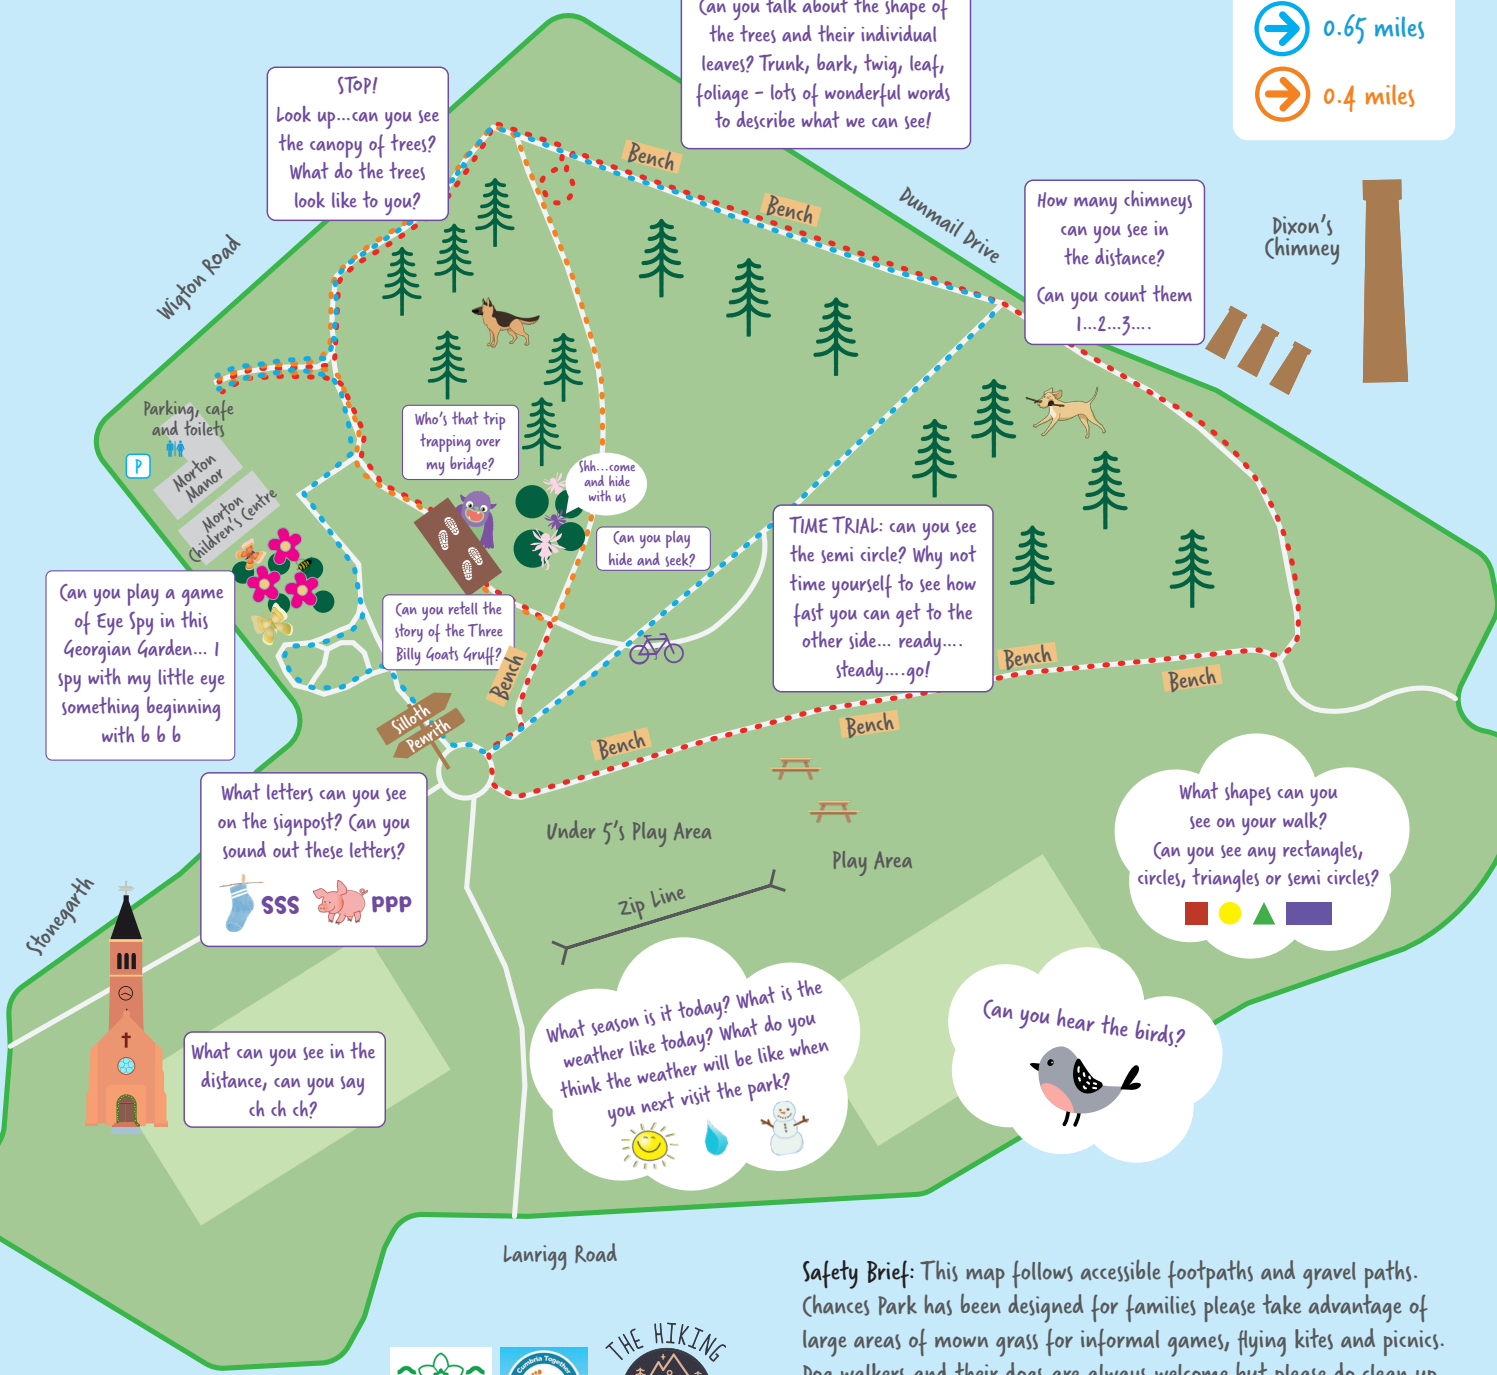 Can you talk about the shape of
the trees and their individual
leaves? Trunk, bark, twig, leaf,
foliage - lots of wonderful words
to describe what we can see!
0.65 miles
0.4 miles
STOP!
Look up...can you see
the canopy of trees?
What do the trees
look like to you?
Bench
Bench
Dunmail Drive
How many chimneys
can you see in
the distance?
Can you count them
1...2...3....
Dixon's
Chimney
Wigton Road
Parking, cafe
and toilets
P
Morton
Manor
Morton
Children's Centre
Who's that trip
trapping over
my bridge?
Shh...come
and hide
with us
Can you play
hide and seek?
TIME TRIAL: can you see
the semi circle? Why not
time yourself to see how
fast you can get to the
other side... ready....
steady....go!
Can you play a game
of Eye Spy in this
Georgian Garden... I
spy with my little eye
something beginning
with b b b
Can you retell the
story of the Three
Billy Goats Gruff?
Bench
Bench
Bench
Silloth
Penrith
Bench
Bench
What letters can you see
on the signpost? Can you
sound out these letters?
sss
ppp
Under 5's Play Area
Play Area
Zip Line
What shapes can you
see on your walk?
Can you see any rectangles,
circles, triangles or semi circles?
Stonegarth
What can you see in the
distance, can you say
ch ch ch?
What season is it today? What is the
weather like today? What do you
think the weather will be like when
you next visit the park?
Can you hear the birds?
Lanrigg Road
Safety Brief: This map follows accessible footpaths and gravel paths.
Chances Park has been designed for families please take advantage of
large areas of mown grass for informal games, flying kites and picnics.
Dog walkers and their dogs are always welcome but please do clean up
Cumbria Together
THE HIKING